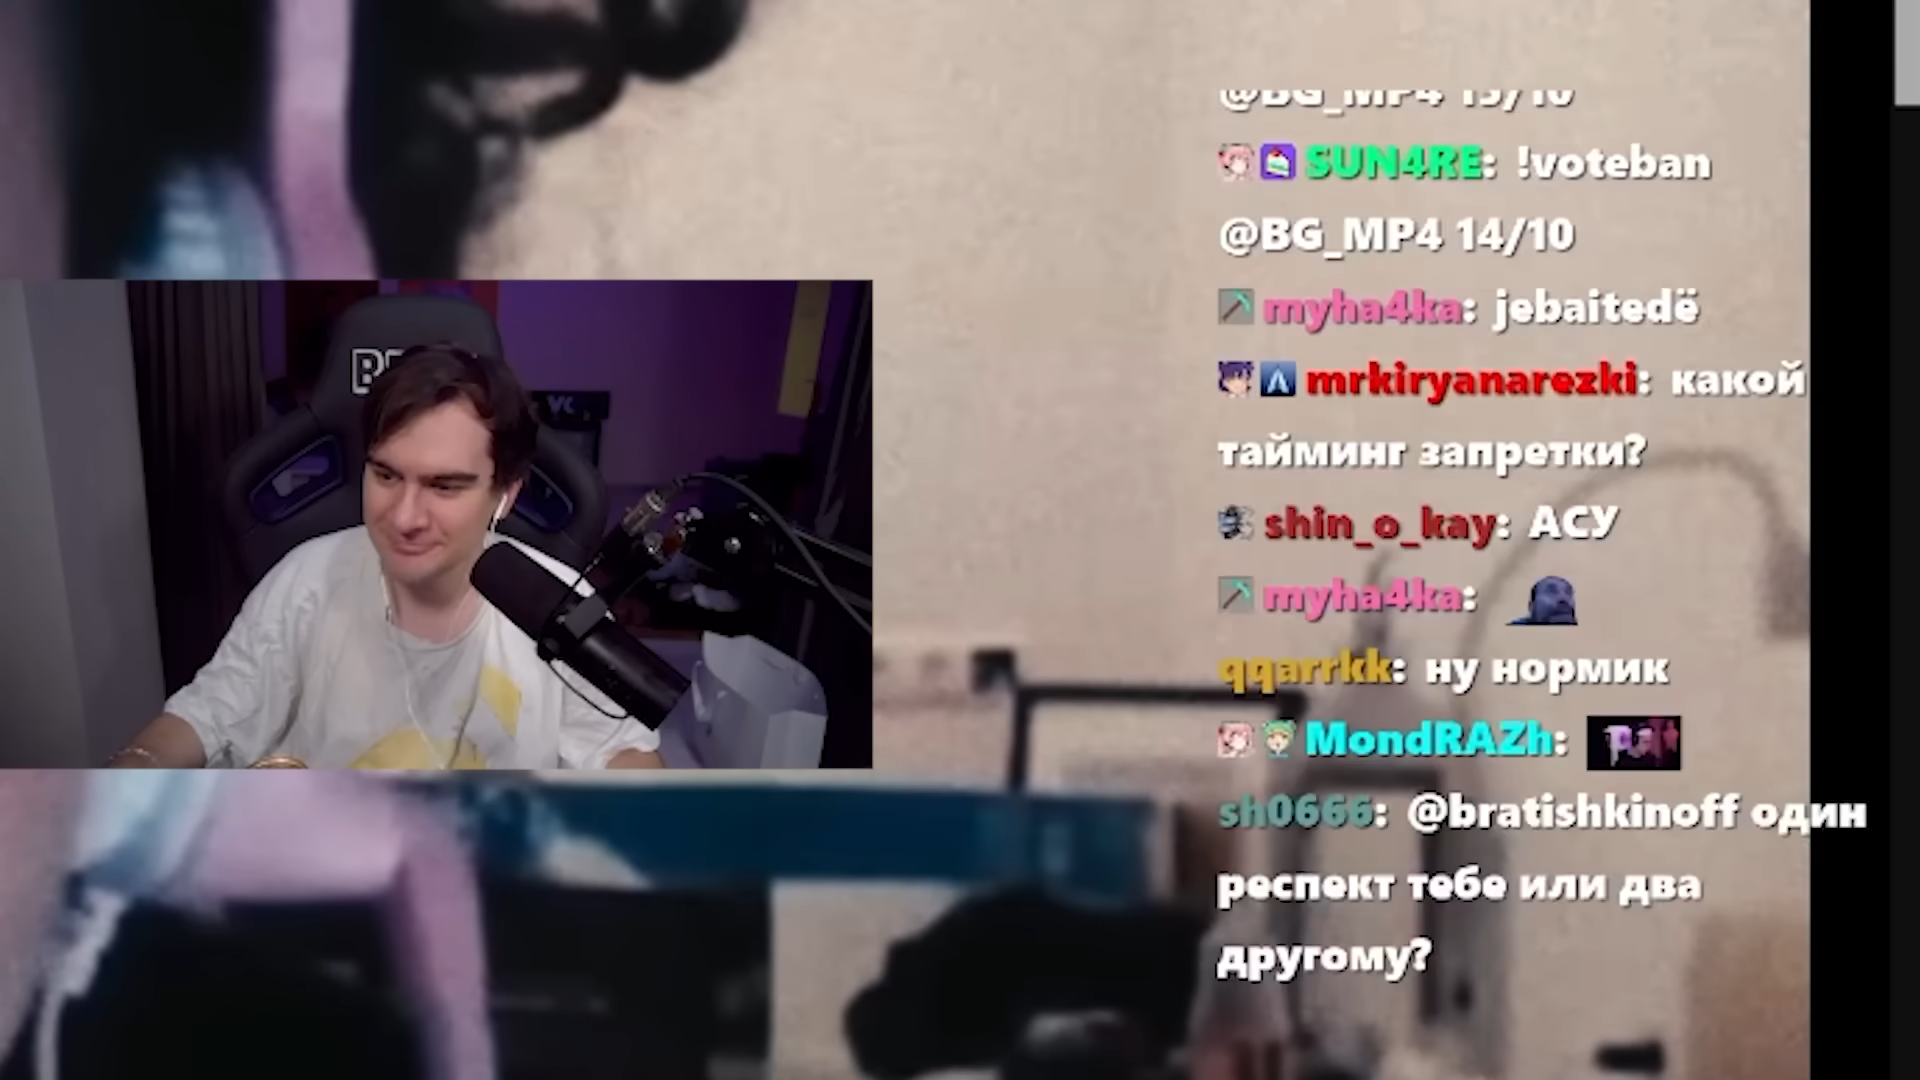 @BG_MP4 13/10
SUN4RE: !voteban
@BG_MP4 14/10
myha4ka: jebaitedë
mrkiryanarezki: какой
тайминг запретки?
shin_o_kay: АСУ
myha4ka:
qqarrkk: ну нормик
MondRAZh:
sh0666: @bratishkinoff один
респект тебе или два
другому?